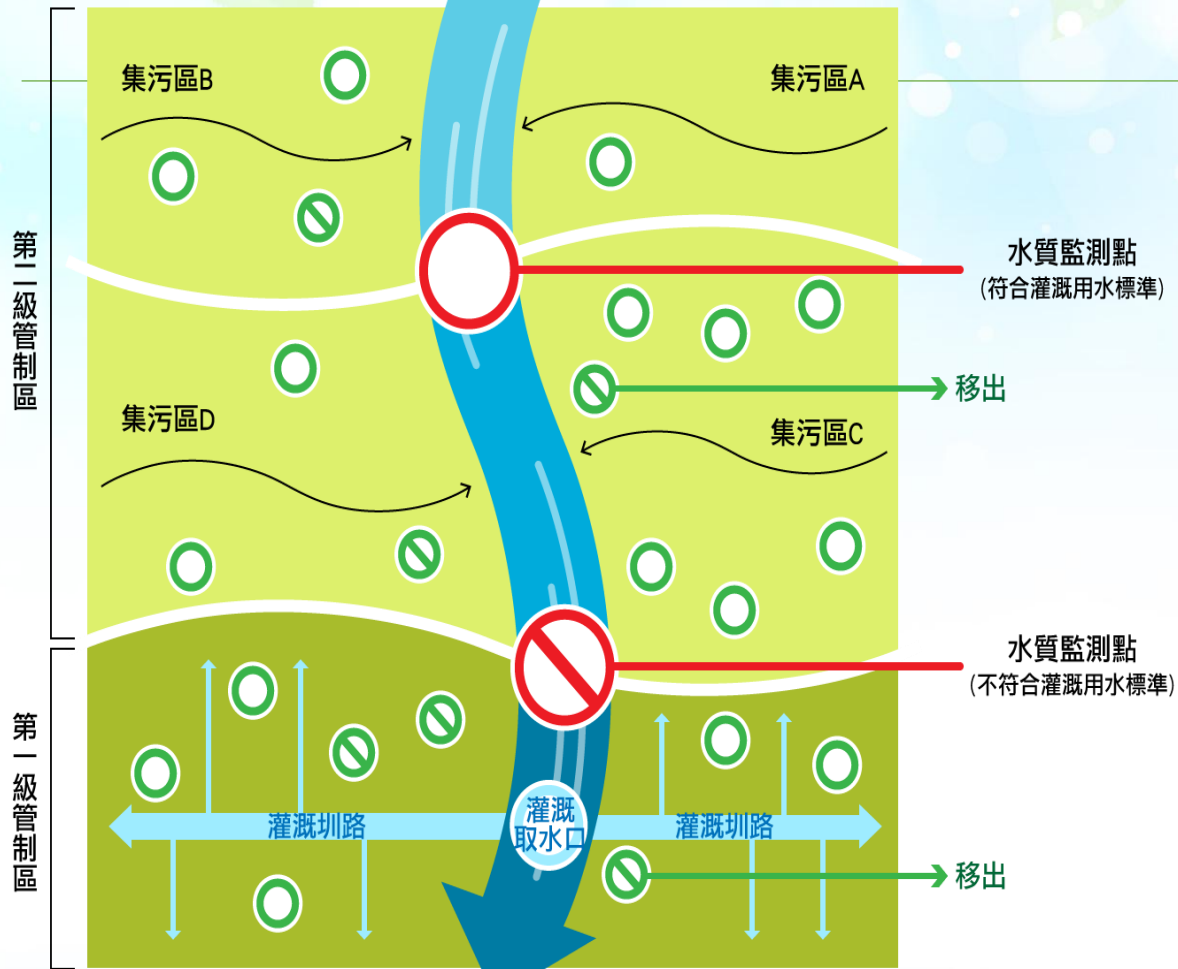 集污區B
集污區A
第二級管制區
水質監測點
(符合灌溉用水標準)
移出
集污區D
集污區C
水質監測點
(不符合灌溉用水標準)
第一級管制區
灌溉圳路
灌溉
取水口
灌溉圳路
移出